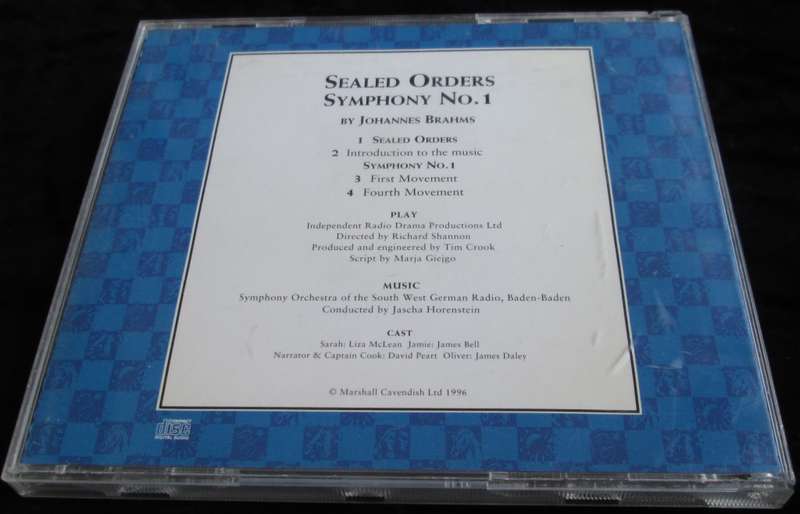 SEALED ORDERS
SYMPHONY NO.1
BY JOHANNES BRAHMS
1 SEALED ORDERS
2 Introduction to the music
SYMPHONY NO.1
3 First Movement
4 Fourth Movement
PLAY
Independent Radio Drama Productions Ltd
Directed by Richard Shannon
Produced and engineered by Tim Crook
Script by Marja Giejgo
MUSIC
Symphony Orchestra of the South West German Radio, Baden-Baden
Conducted by Jascha Horenstein
CAST
Sarah: Liza McLean Jamie: James Bell
Narrator & Captain Cook: David Peart Oliver: James Daley
© Marshall Cavendish Ltd 1996
COMPACT
disc
DIGITAL AUDIO